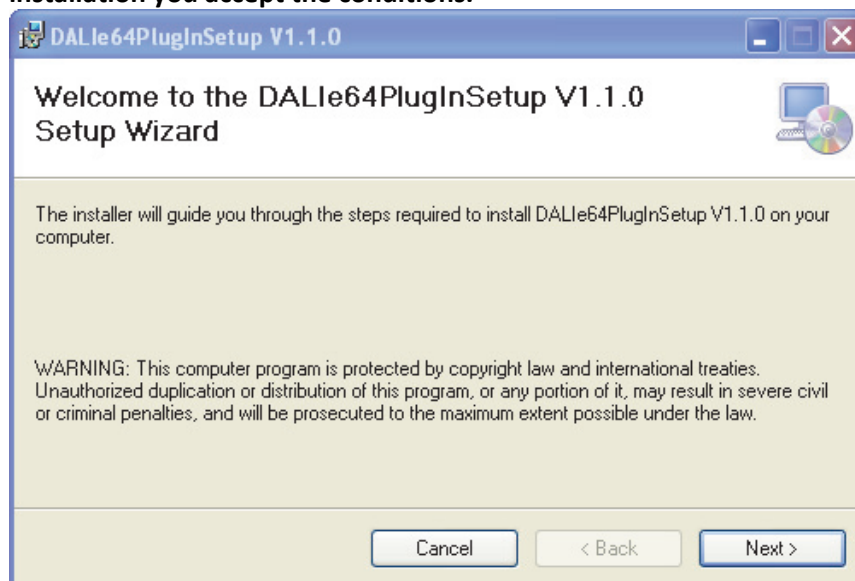 installation you accept the conditions.
DALIe64PlugInSetup V1.1.0
Welcome to the DALIe64PlugInSetup V1.1.0
Setup Wizard
The installer will guide you through the steps required to install DALIe64PlugInSetup V1.1.0 on your
computer.
WARNING: This computer program is protected by copyright law and international treaties.
Unauthorized duplication or distribution of this program, or any portion of it, may result in severe civil
or criminal penalties, and will be prosecuted to the maximum extent possible under the law.
Cancel
< Back
Next >